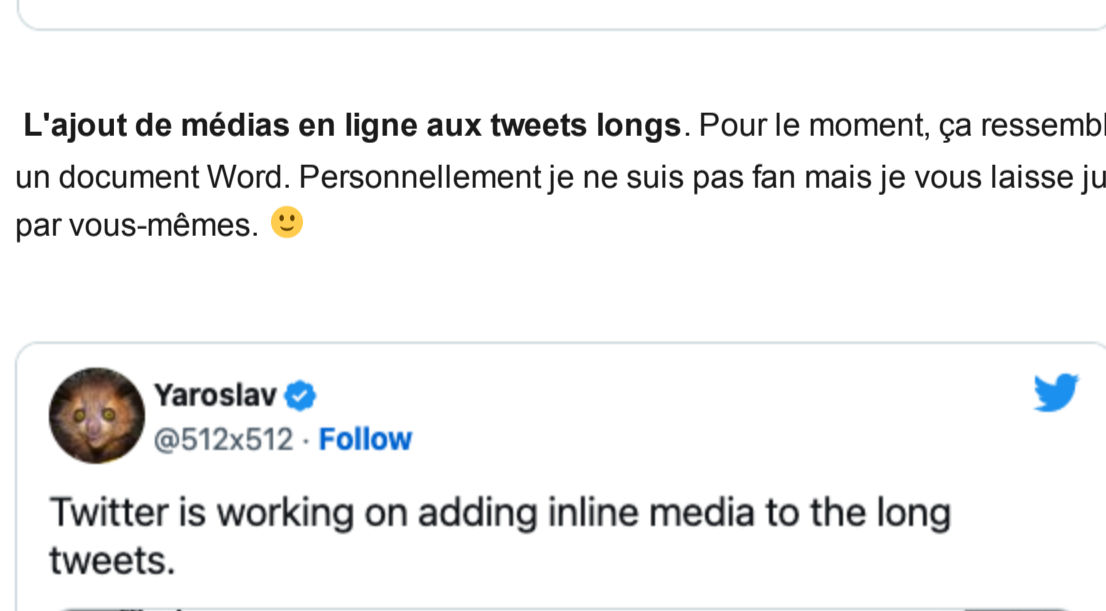 L'ajout de médias en ligne aux tweets longs. Pour le moment, ça ressembl
un document Word. Personnellement je ne suis pas fan mais je vous laisse ju
par vous-mêmes. 🙂
Yaroslav
@512x512 · Follow
Twitter is working on adding inline media to the long
tweets.